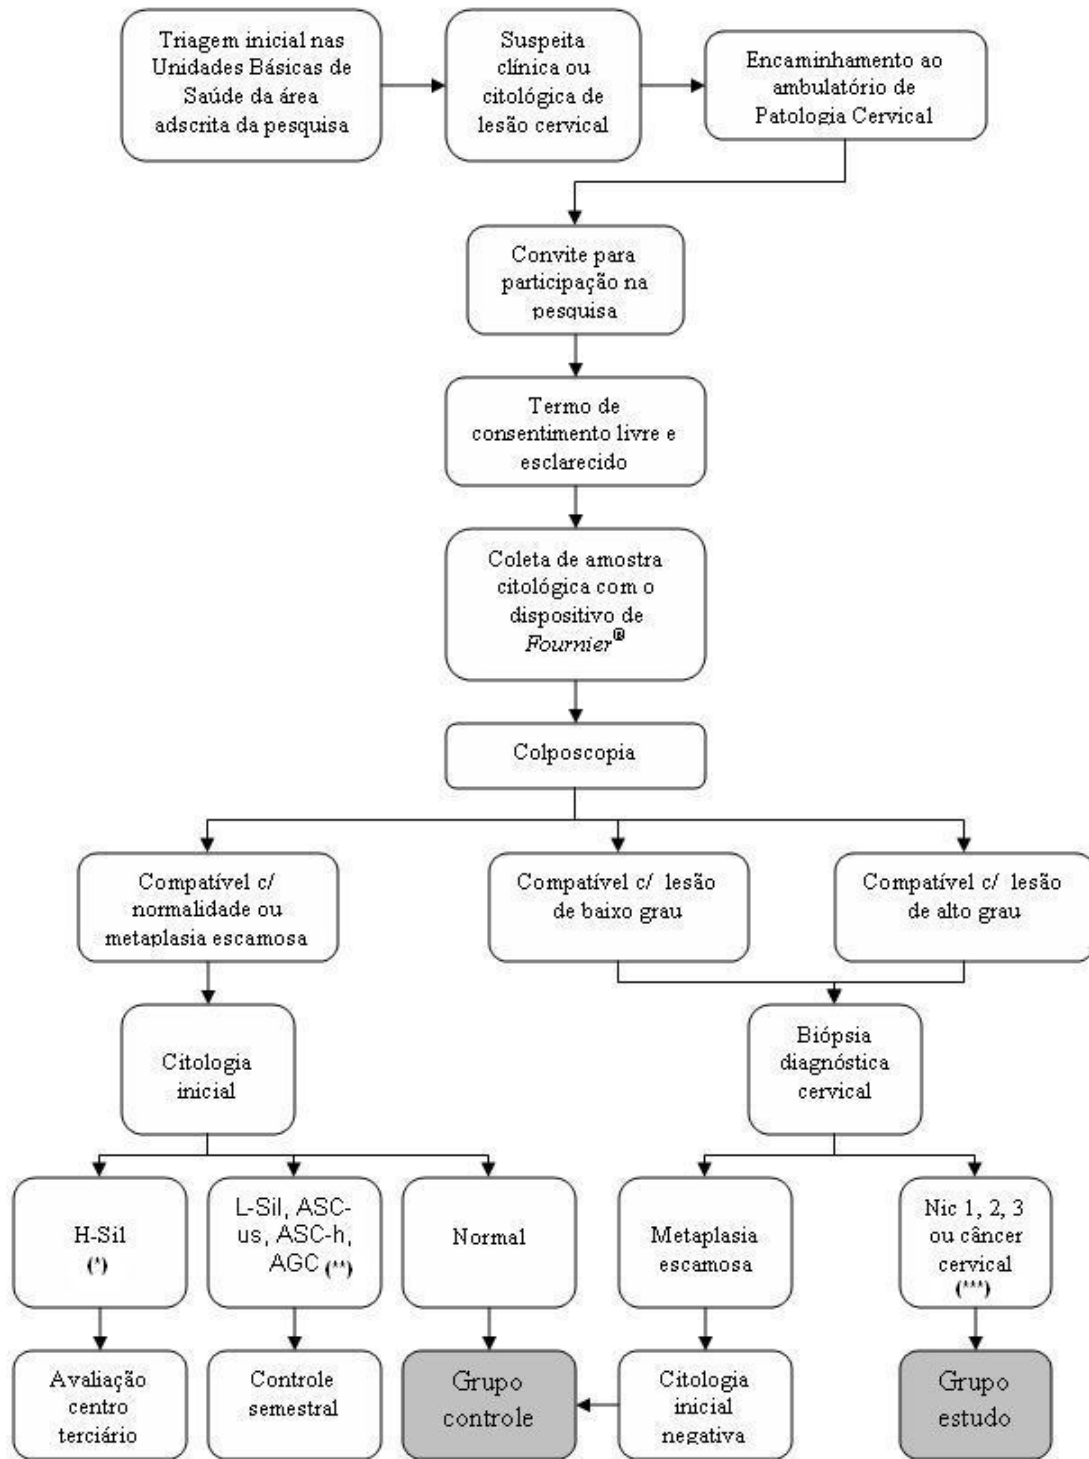 Triagem inicial nas
Unidades Básicas de
Saúde da área
adscrita da pesquisa
Suspeita
clínica ou
citológica de
lesão cervical
Encaminhamento ao
ambulatório de
Patologia Cervical
Convite para
participação na
pesquisa
Termo de
consentimento livre e
esclarecido
Coleta de amostra
citológica com o
dispositivo de
Fournier®
Colposcopia
Compatível c/
normalidade ou
metaplasia escamosa
Compatível c/ lesão
de baixo grau
Compatível c/ lesão
de alto grau
Citologia
inicial
Biópsia
diagnóstica
cervical
H-Sil
(*)
L-Sil, ASC-
us, ASC-h,
AGC (**)
Normal
Metaplasia
escamosa
Nic 1, 2, 3
ou câncer
cervical
(***)
Avaliação
centro
terciário
Controle
semestral
Grupo
controle
Citologia
inicial
negativa
Grupo
estudo